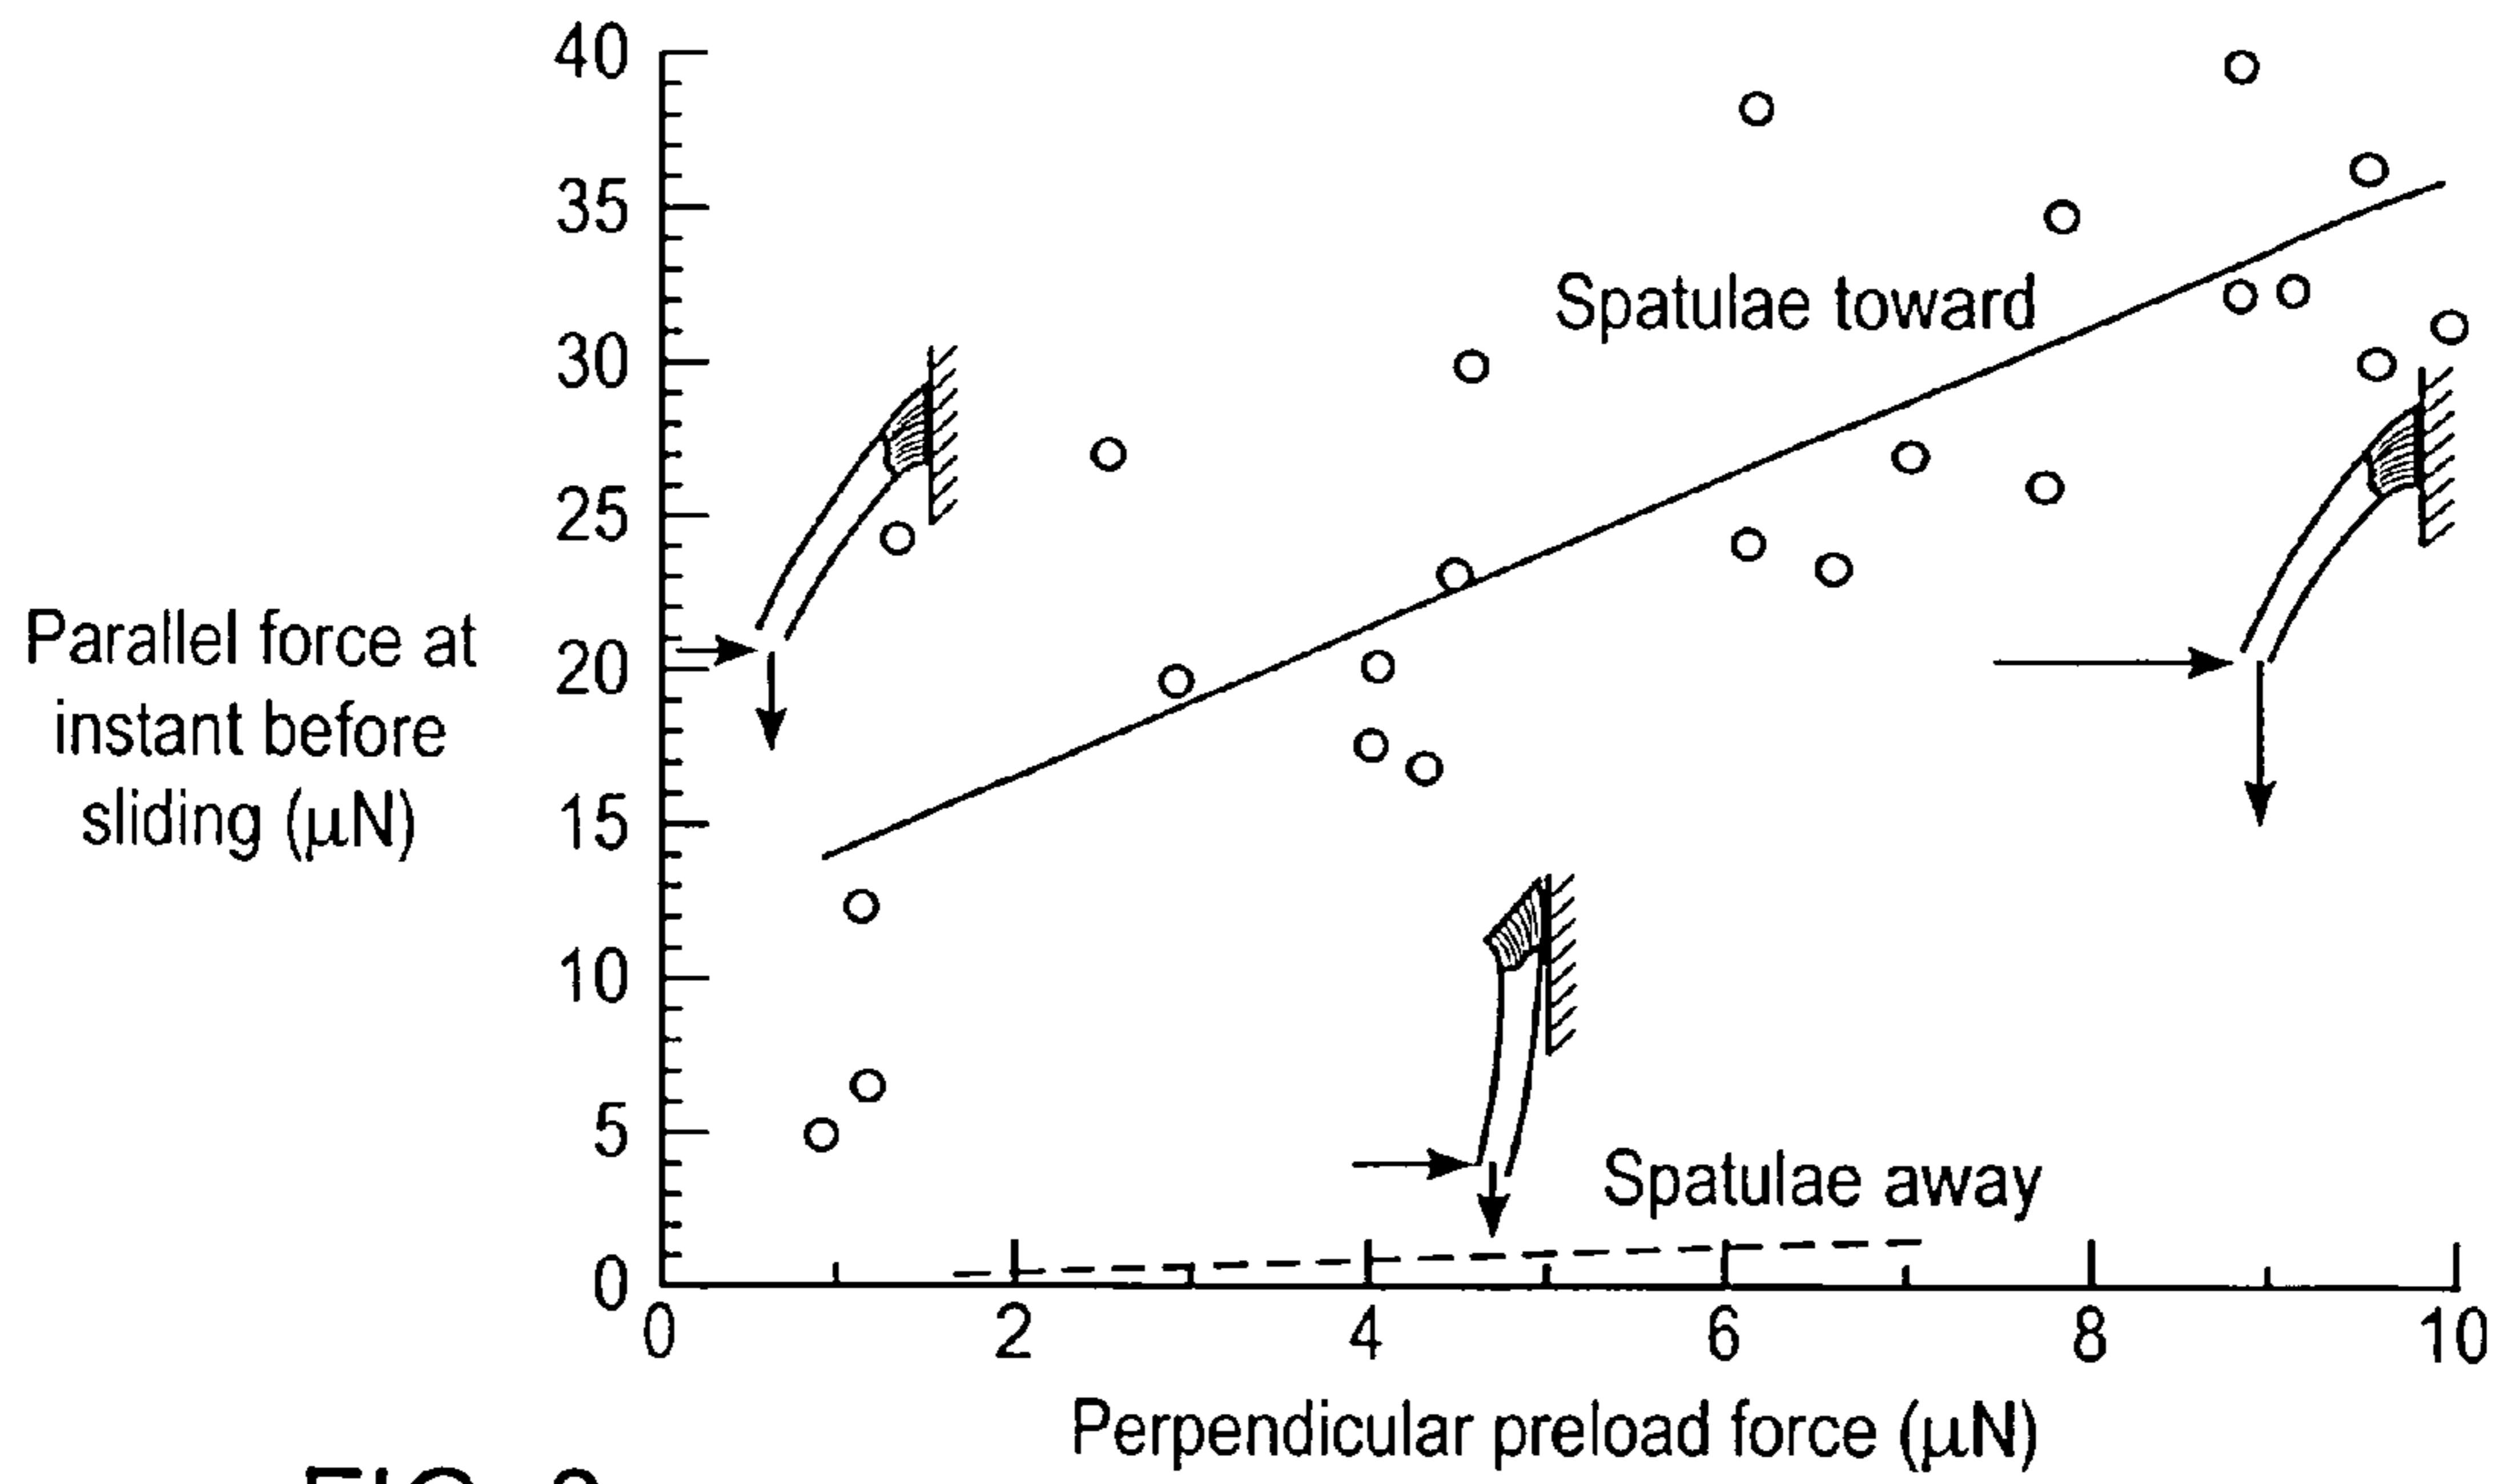 40
35
30
25
20
15
10
5
0
Parallel force at
instant before
sliding (µN)
Spatulae toward
Spatulae away
0 2 4 6 8 10
Perpendicular preload force (µN)